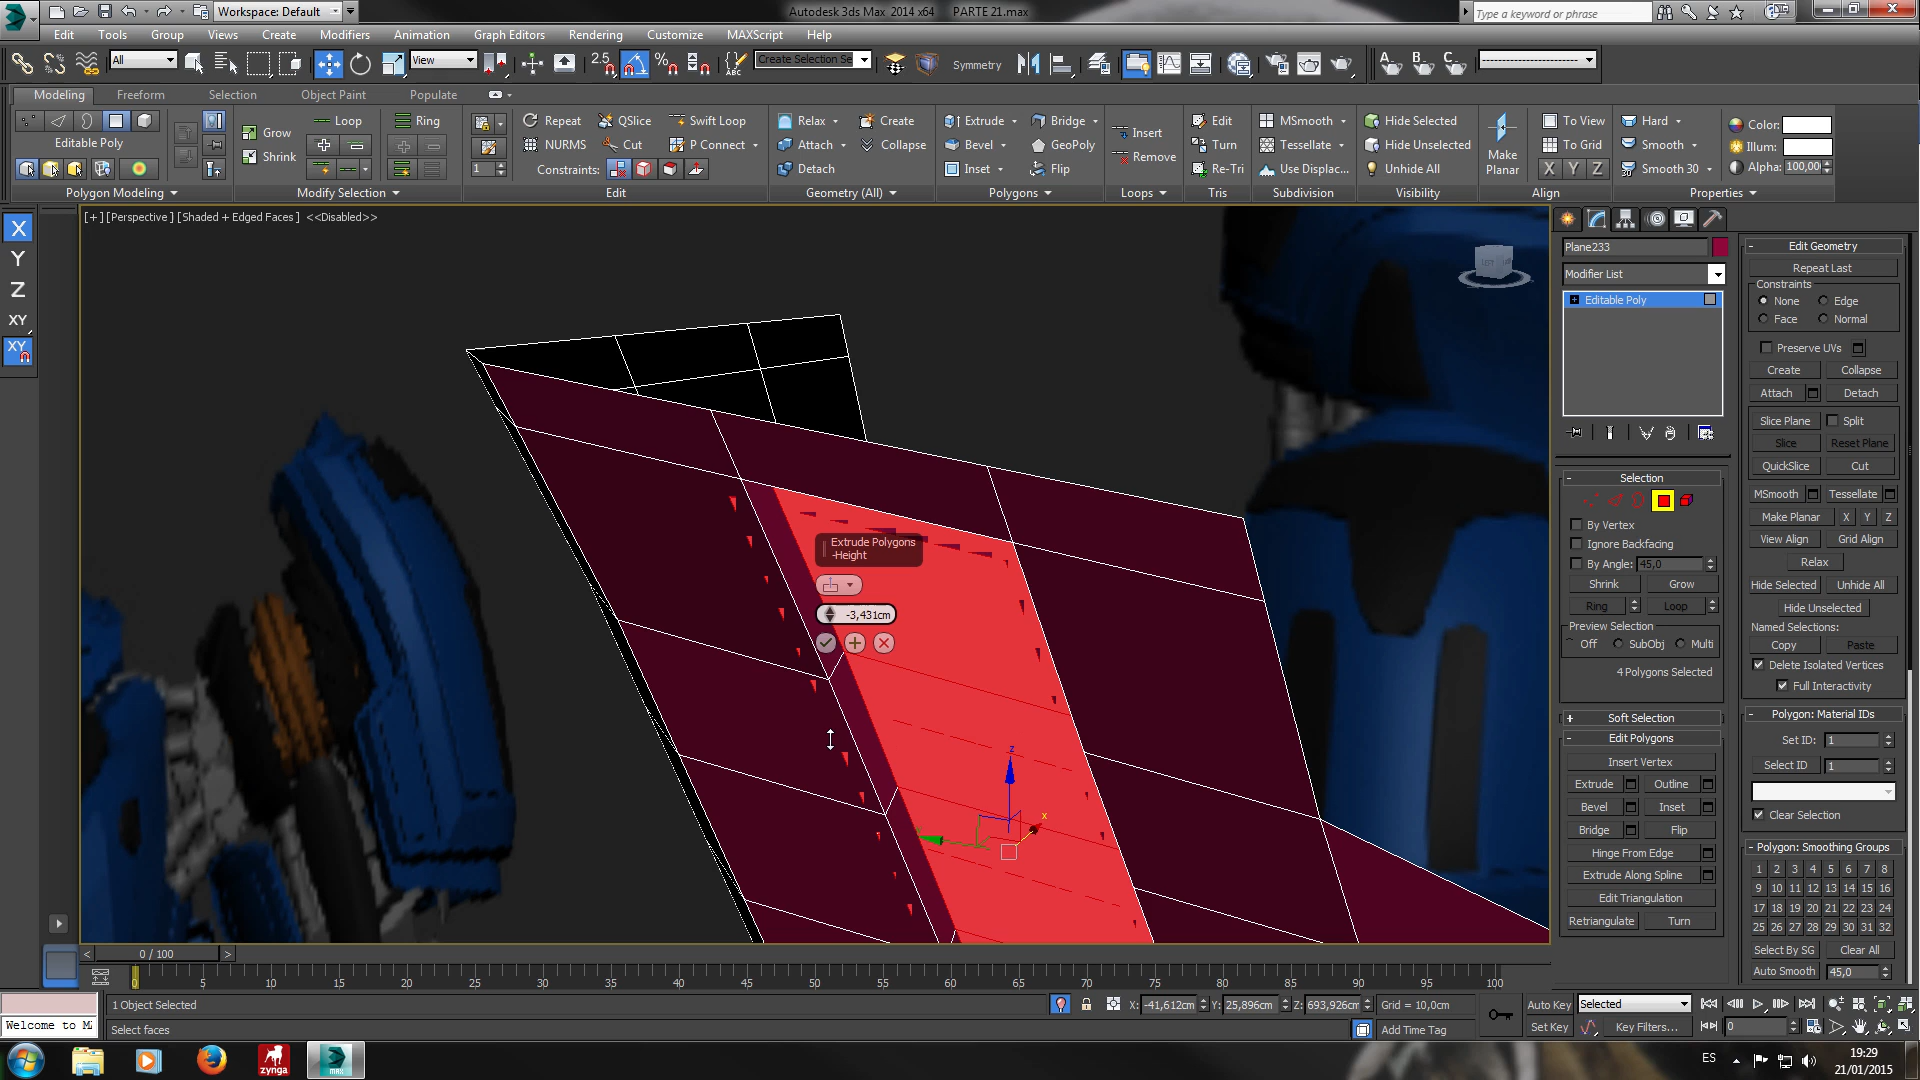 Workspace: Default
Autodesk 3ds Max  2014 x64    PARTE 21.max
Type a keyword or phrase
Edit Tools Group Views Create Modifiers Animation Graph Editors Rendering Customize MAXScript Help
All View 2.5 Create Selection Se Symmetry A.. B.. C..
Modeling Freeform Selection Object Paint Populate
Loop Ring Repeat QSlice Swift Loop Relax Create Extrude Bridge Insert Edit MSmooth Hide Selected To View Hard Color:
Editable Poly Grow NURMS Cut P Connect Attach Collapse Bevel GeoPoly Remove Turn Tessellate Hide Unselected Make Planar To Grid Smooth Illum:
Shrink 1 Constraints: Detach Inset Flip Re-Tri Use Displac... Unhide All X Y Z Smooth 30 Alpha: 100,00
Polygon Modeling Modify Selection Edit Geometry (All) Polygons Loops Tris Subdivision Visibility Align Properties
[+] [Perspective] [Shaded + Edged Faces] <<Disabled>>
X
Y
Z
XY
XY
Extrude Polygons
-Height
-3,431cm
z
x
Plane233
Modifier List
Editable Poly
Selection
By Vertex
Ignore Backfacing
By Angle: 45,0
Shrink Grow
Ring Loop
Preview Selection
Off SubObj Multi
4 Polygons Selected
Soft Selection
Edit Polygons
Insert Vertex
Extrude Outline
Bevel Inset
Bridge Flip
Hinge From Edge
Extrude Along Spline
Edit Triangulation
Retriangulate Turn
Edit Geometry
Repeat Last
Constraints
None Edge
Face Normal
Preserve UVs
Create Collapse
Attach Detach
Slice Plane Split
Slice Reset Plane
QuickSlice Cut
MSmooth Tessellate
Make Planar X Y Z
View Align Grid Align
Relax
Hide Selected Unhide All
Hide Unselected
Named Selections:
Copy Paste
Delete Isolated Vertices
Full Interactivity
Polygon: Material IDs
Set ID: 1
Select ID 1
Clear Selection
Polygon: Smoothing Groups
1 2 3 4 5 6 7 8
9 10 11 12 13 14 15 16
17 18 19 20 21 22 23 24
25 26 27 28 29 30 31 32
Select By SG Clear All
Auto Smooth 45,0
< 0 / 100 >
0 5 10 15 20 25 30 35 40 45 50 55 60 65 70 75 80 85 90 95 100
1 Object Selected X: -41,612cm Y: 25,896cm Z: 693,926cm Grid = 10,0cm Auto Key Selected
Welcome to MA Select faces Add Time Tag Set Key Key Filters... 0
zynga MAX ES 19:29
21/01/2015